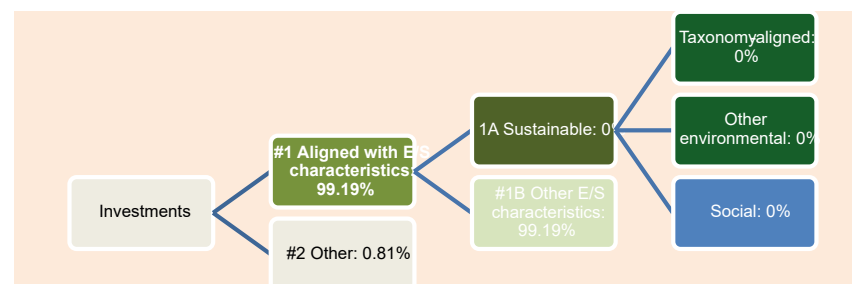 Investments
#1 Aligned with E/S
characteristics:
99.19%
#2 Other: 0.81%
1A Sustainable: 0%
#1B Other E/S
characteristics:
99.19%
Taxonomy-aligned:
0%
Other
environmental: 0%
Social: 0%